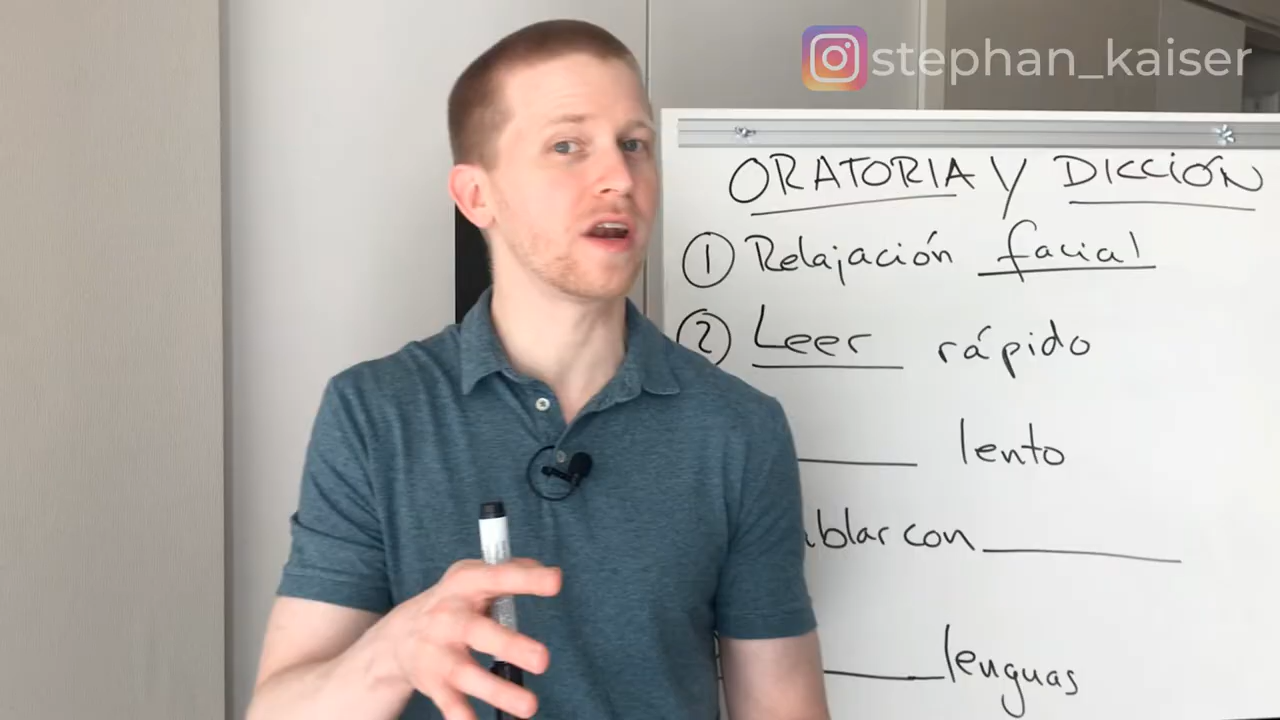 stephan_kaiser
ORATORIA Y DICCIÓN
1 Relajación facial
2 Leer rápido
lento
ablar con
lenguas